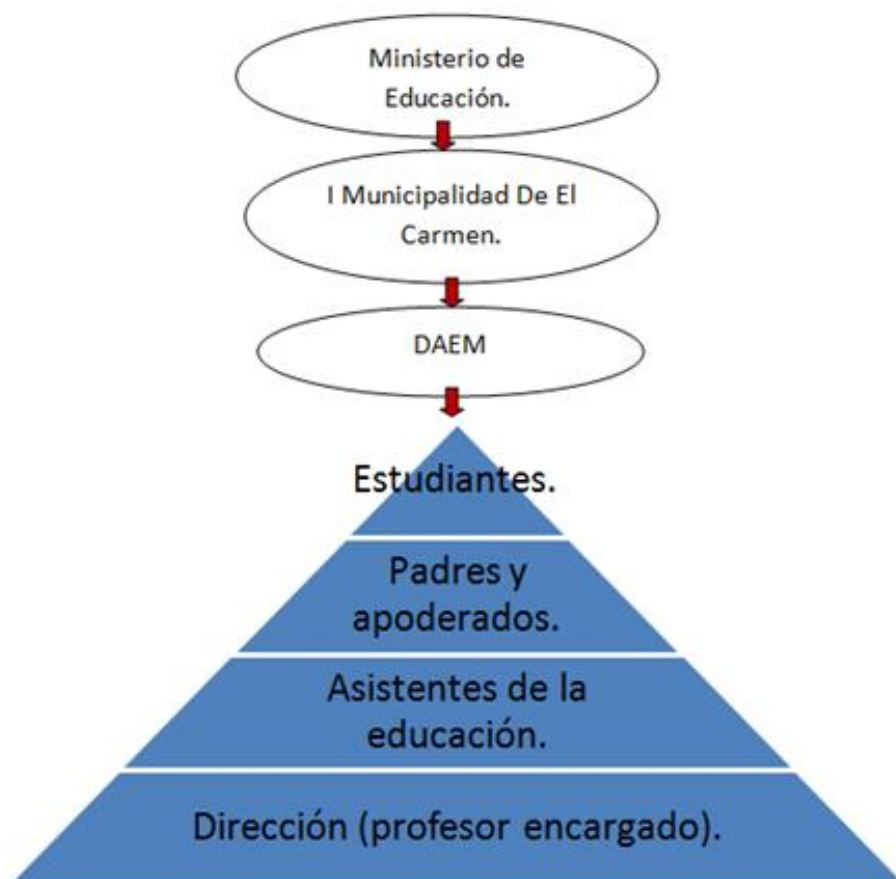 Ministerio de
Educación.
I Municipalidad De El
Carmen.
DAEM
Estudiantes.
Padres y
apoderados.
Asistentes de la
educación.
Dirección (profesor encargado).